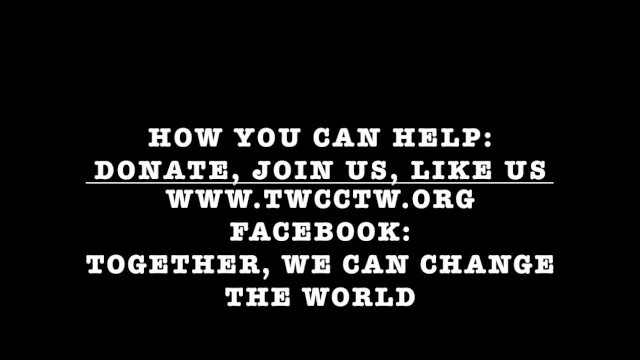 HOW YOU CAN HELP:
DONATE, JOIN US, LIKE US
WWW.TWCCTW.ORG
FACEBOOK:
TOGETHER, WE CAN CHANGE
THE WORLD